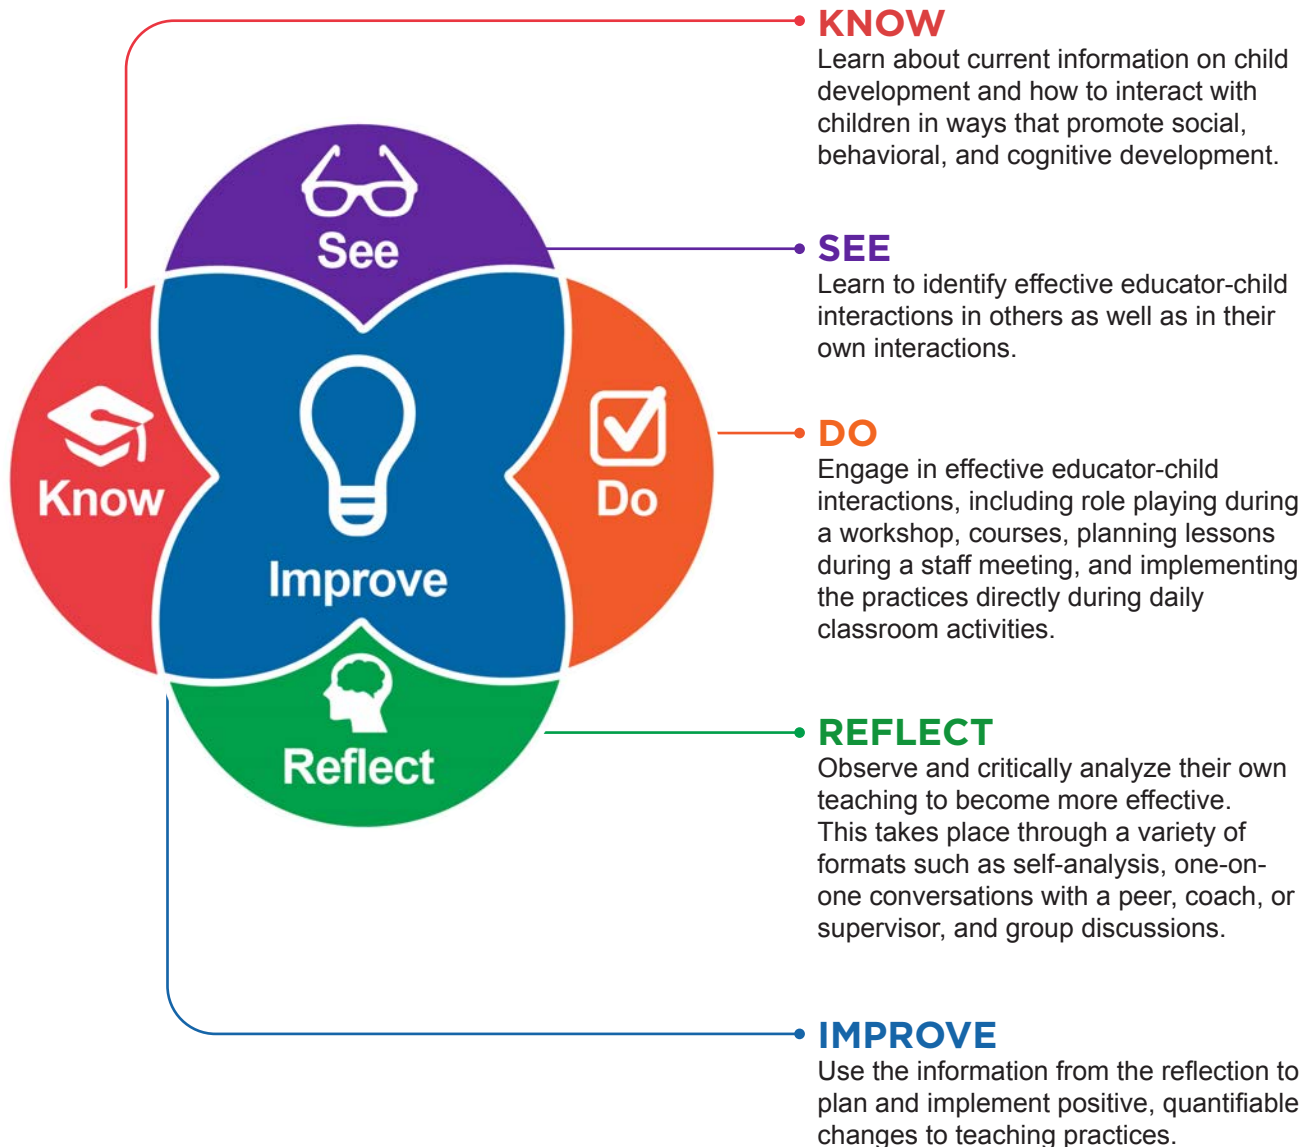 See
Know
Do
Improve
Reflect
KNOW
Learn about current information on child
development and how to interact with
children in ways that promote social,
behavioral, and cognitive development.
SEE
Learn to identify effective educator-child
interactions in others as well as in their
own interactions.
DO
Engage in effective educator-child
interactions, including role playing during
a workshop, courses, planning lessons
during a staff meeting, and implementing
the practices directly during daily
classroom activities.
REFLECT
Observe and critically analyze their own
teaching to become more effective.
This takes place through a variety of
formats such as self-analysis, one-on-
one conversations with a peer, coach, or
supervisor, and group discussions.
IMPROVE
Use the information from the reflection to
plan and implement positive, quantifiable
changes to teaching practices.